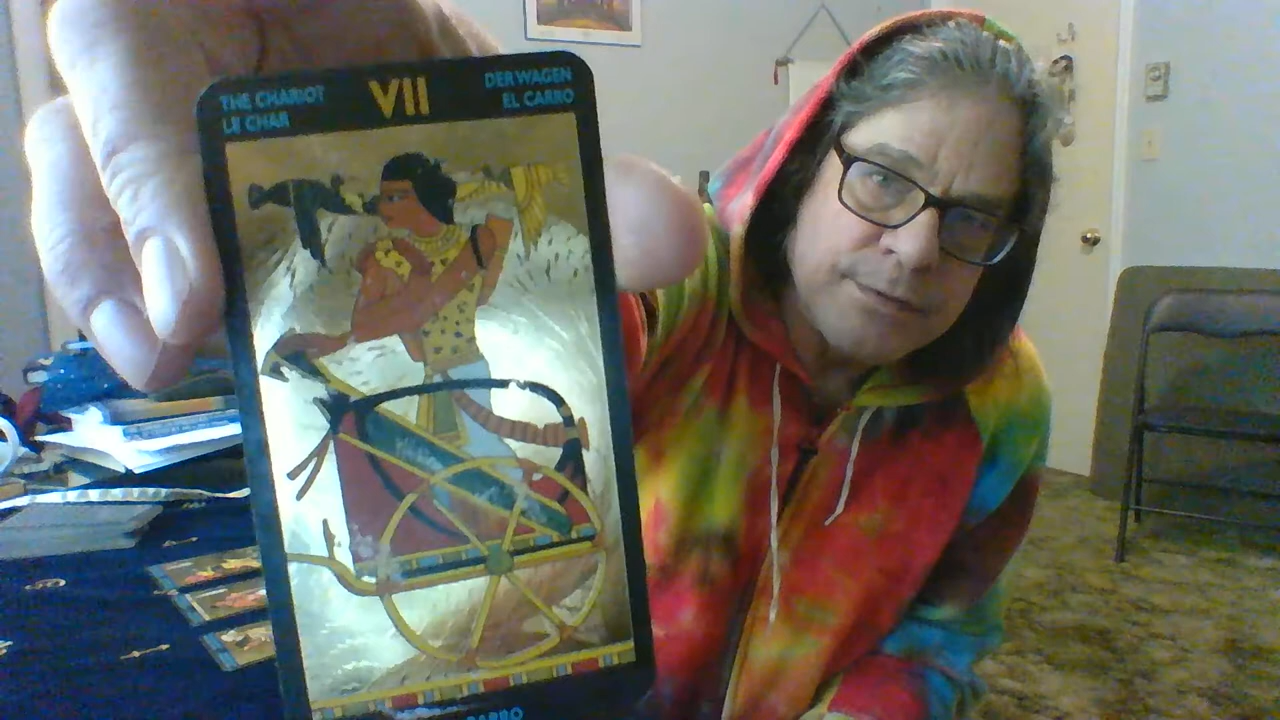 THE CHARIOT
LE CHAR
VII
DER WAGEN
EL CARRO